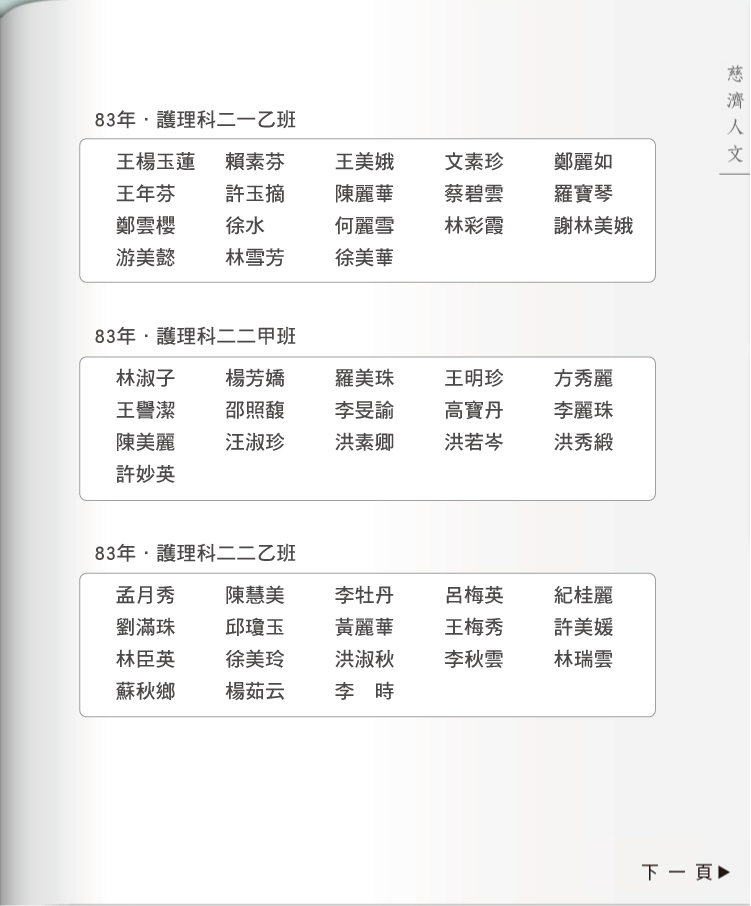 慈濟人文
83年·護理科二一乙班
王楊玉蓮 賴素芬 王美娥 文素珍 鄭麗如
王年芬 許玉摘 陳麗華 蔡碧雲 羅寶琴
鄭雲櫻 徐水 何麗雪 林彩霞 謝林美娥
游美懿 林雪芳 徐美華
83年·護理科二二甲班
林淑子 楊芳嬌 羅美珠 王明珍 方秀麗
王譽潔 邵照馥 李旻諭 高寶丹 李麗珠
陳美麗 汪淑珍 洪素卿 洪若岑 洪秀緞
許妙英
83年·護理科二二乙班
孟月秀 陳慧美 李牡丹 呂梅英 紀桂麗
劉滿珠 邱瓊玉 黃麗華 王梅秀 許美媛
林臣英 徐美玲 洪淑秋 李秋雲 林瑞雲
蘇秋鄉 楊茹云 李　時
下一頁▶